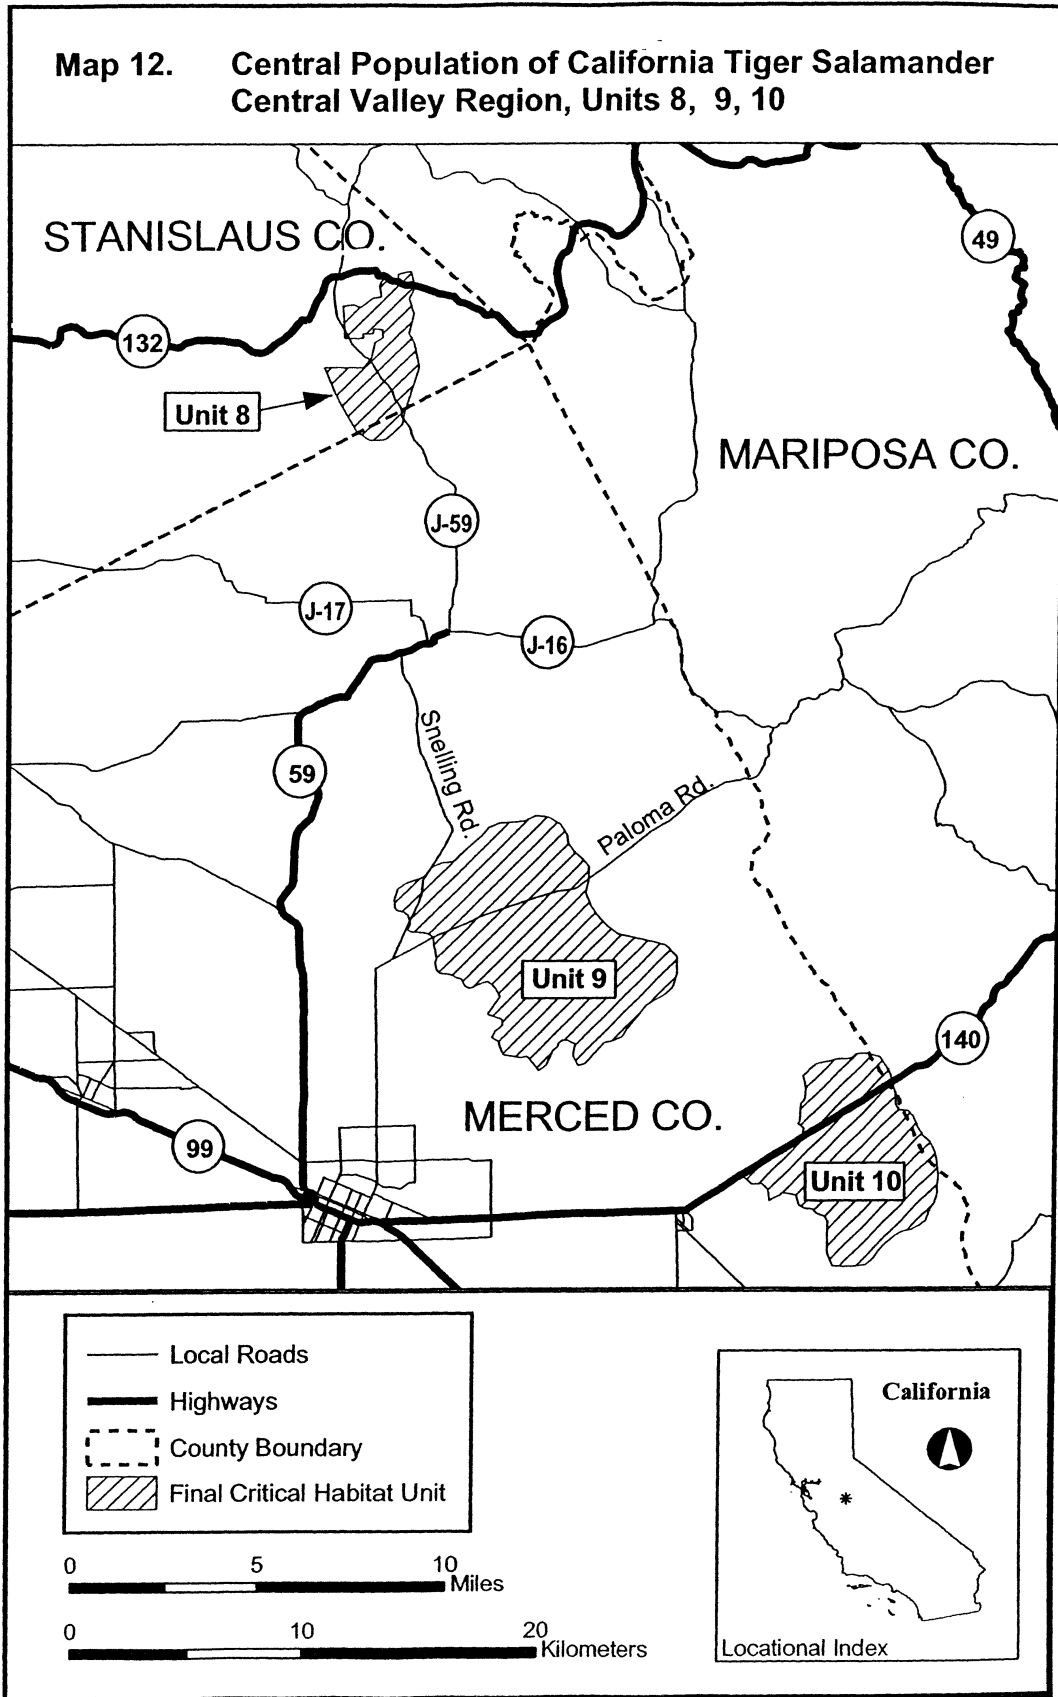 Map 12. Central Population of California Tiger Salamander
Central Valley Region, Units 8, 9, 10
STANISLAUS CO.
49
132
Unit 8
MARIPOSA CO.
J-59
J-17
J-16
Snelling Rd.
59
Paloma Rd.
Unit 9
140
MERCED CO.
99
Unit 10
Local Roads
Highways
County Boundary
Final Critical Habitat Unit
California
0 5 10
Miles
0 10 20
Kilometers
Locational Index